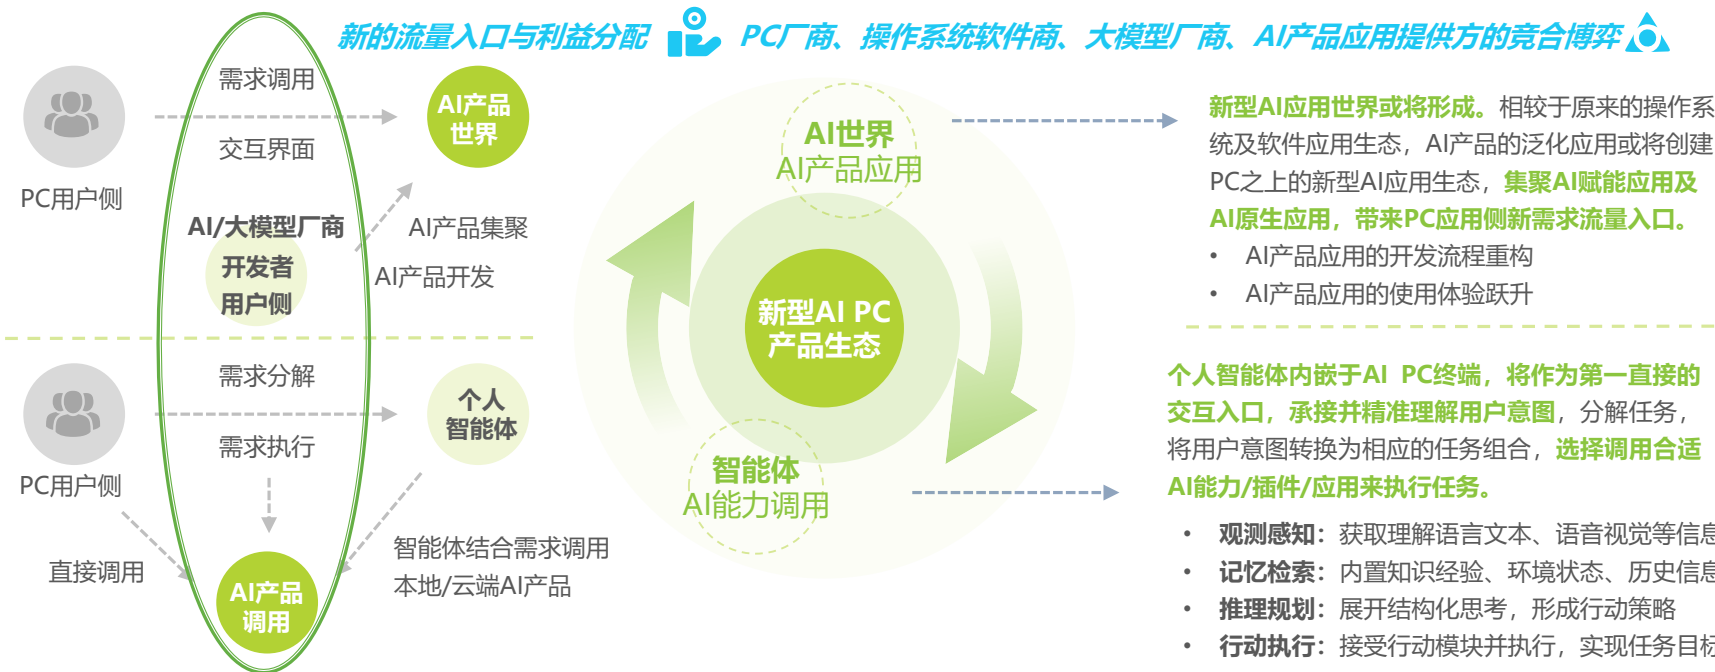 新的流量入口与利益分配
PC厂商、操作系统软件商、大模型厂商、AI产品应用提供方的竞合博弈
需求调用
交互界面
PC用户侧
AI产品
世界
AI/大模型厂商
开发者
用户侧
AI产品集聚
AI产品开发
需求分解
需求执行
PC用户侧
个人
智能体
直接调用
AI产品
调用
智能体结合需求调用
本地/云端AI产品
AI世界
AI产品应用
新型AI PC
产品生态
智能体
AI能力调用
新型AI应用世界或将形成。相较于原来的操作系
统及软件应用生态，AI产品的泛化应用或将创建
PC之上的新型AI应用生态，集聚AI赋能应用及
AI原生应用，带来PC应用侧新需求流量入口。
• AI产品应用的开发流程重构
• AI产品应用的使用体验跃升
个人智能体内嵌于AI PC终端，将作为第一直接的
交互入口，承接并精准理解用户意图，分解任务，
将用户意图转换为相应的任务组合，选择调用合适
AI能力/插件/应用来执行任务。
• 观测感知：获取理解语言文本、语音视觉等信息
• 记忆检索：内置知识经验、环境状态、历史信息
• 推理规划：展开结构化思考，形成行动策略
• 行动执行：接受行动模块并执行，实现任务目标